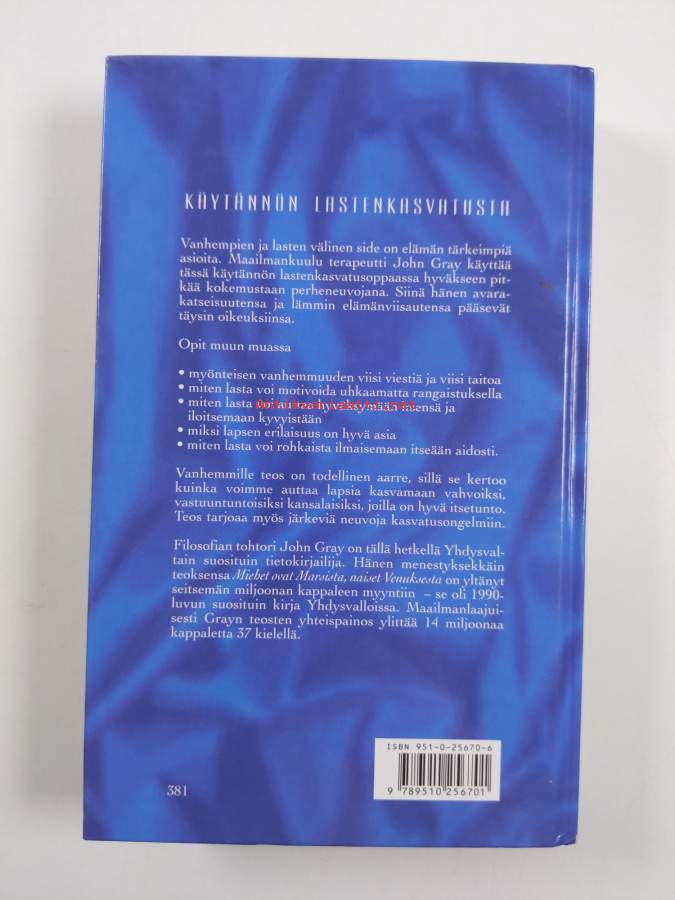 KÄYTÄNNÖN LASTENKASVATUSTA
Vanhempien ja lasten välinen side on elämän tärkeimpiä
asioita. Maailmankuulu terapeutti John Gray käyttää
tässä käytännön lastenkasvatusoppaassa hyväkseen pit-
kää kokemustaan perheneuvojana. Siinä hänen avara-
katseisuutensa ja lämmin elämänviisautensa pääsevät
täysin oikeuksiinsa.
Opit muun muassa
• myönteisen vanhemmuuden viisi viestiä ja viisi taitoa
• miten lasta voi motivoida uhkaamatta rangaistuksella
• miten lasta hyväksymään itsensä ja
iloitsemaan kyvyistään
• miksi lapsen erilaisuus on hyvä asia
• miten lasta voi rohkaista ilmaisemaan itseään aidosti.
Vanhemmille teos on todellinen aarre, sillä se kertoo
kuinka voimme auttaa lapsia kasvamaan vahvoiksi,
vastuuntuntoisiksi kansalaisiksi, joilla on hyvä itsetunto.
Teos tarjoaa myös järkeviä neuvoja kasvatusongelmiin.
Filosofian tohtori John Gray on tällä hetkellä Yhdysval-
tain suosituin tietokirjailija. Hänen menestyksekkäin
teoksensa Miehet ovat Marsista, naiset Venuksesta on yltänyt
seitsemän miljoonan kappaleen myyntiin – se oli 1990-
luvun suosituin kirja Yhdysvalloissa. Maailmanlaajui-
sesti Grayn teosten yhteispainos ylittää 14 miljoonaa
kappaletta 37 kielellä.
ISBN 951-0-25670-6
9 789510 256701
381